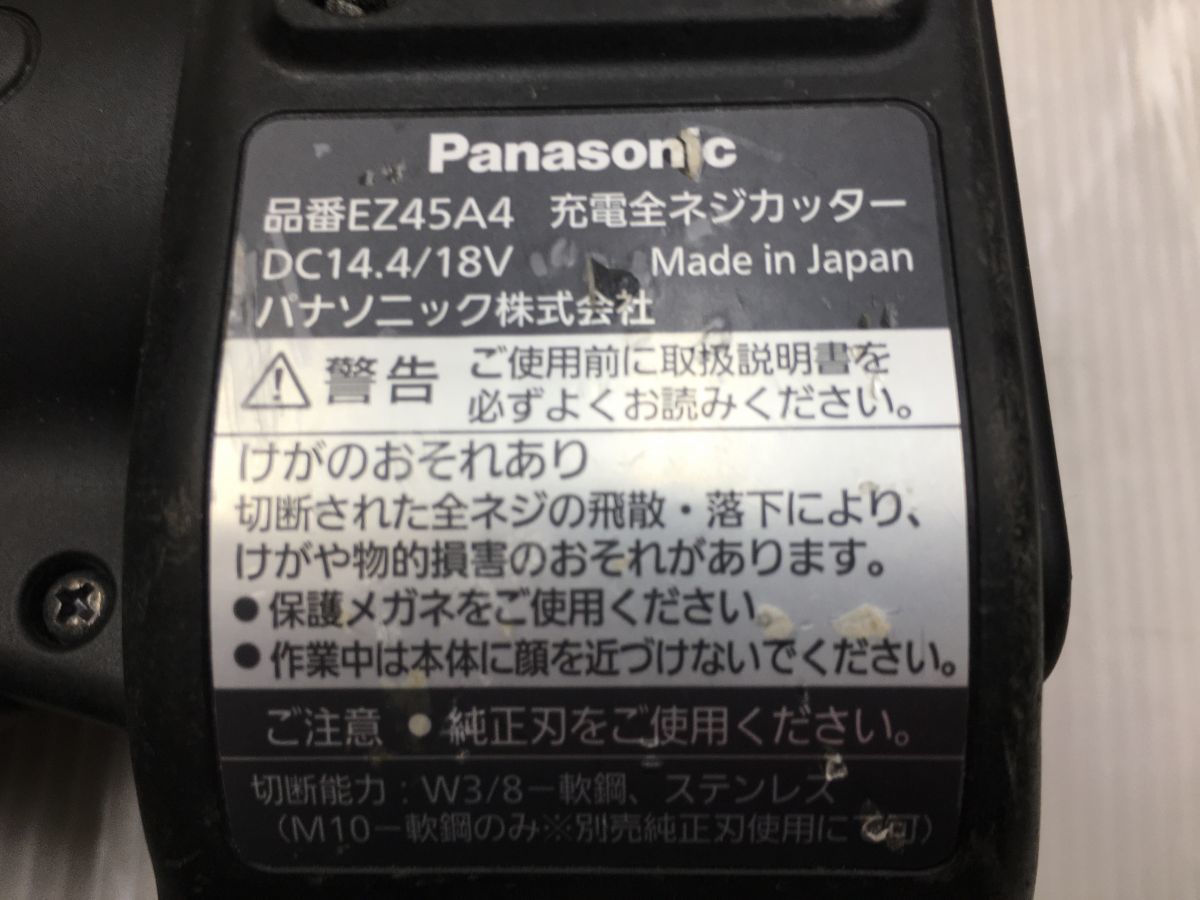 Panasonic
品番EZ45A4 充電全ネジカッター
DC14.4/18V Made in Japan
パナソニック株式会社
警告 ご使用前に取扱説明書を
必ずよくお読みください。
けがのおそれあり
切断された全ネジの飛散・落下により、
けがや物的損害のおそれがあります。
●保護メガネをご使用ください。
●作業中は本体に顔を近づけないでください。
ご注意 ●純正刃をご使用ください。
切断能力：W3/8－軟鋼、ステンレス
（M10－軟鋼のみ※別売純正刃使用にて可）